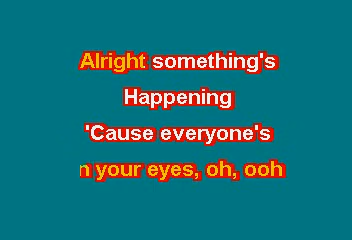 Alright something's
Happening
'Cause everyone's
n your eyes, oh, ooh